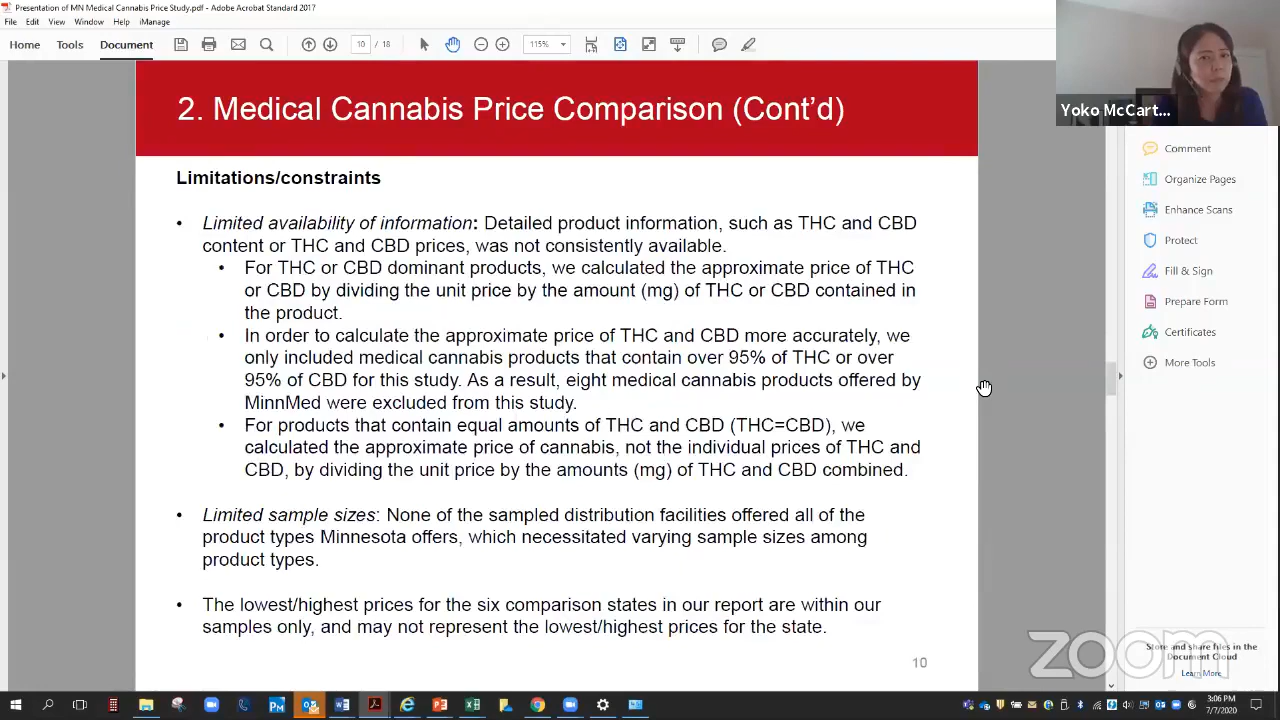 Presentation of MN Medical Cannabis Price Study.pdf - Adobe Acrobat Standard 2017
File Edit View Window Help iManage
Home Tools Document 10 / 18 115%
Yoko McCart...
2. Medical Cannabis Price Comparison (Cont'd)
Limitations/constraints
• Limited availability of information: Detailed product information, such as THC and CBD
content or THC and CBD prices, was not consistently available.
• For THC or CBD dominant products, we calculated the approximate price of THC
or CBD by dividing the unit price by the amount (mg) of THC or CBD contained in
the product.
• In order to calculate the approximate price of THC and CBD more accurately, we
only included medical cannabis products that contain over 95% of THC or over
95% of CBD for this study. As a result, eight medical cannabis products offered by
MinnMed were excluded from this study.
• For products that contain equal amounts of THC and CBD (THC=CBD), we
calculated the approximate price of cannabis, not the individual prices of THC and
CBD, by dividing the unit price by the amounts (mg) of THC and CBD combined.
• Limited sample sizes: None of the sampled distribution facilities offered all of the
product types Minnesota offers, which necessitated varying sample sizes among
product types.
• The lowest/highest prices for the six comparison states in our report are within our
samples only, and may not represent the lowest/highest prices for the state.
10
Comment
Organize Pages
Enhance Scans
Protect
Fill & Sign
Prepare Form
Certificates
More Tools
Store and share files in the
Document Cloud
Learn More
zoom
3:06 PM
7/7/2020